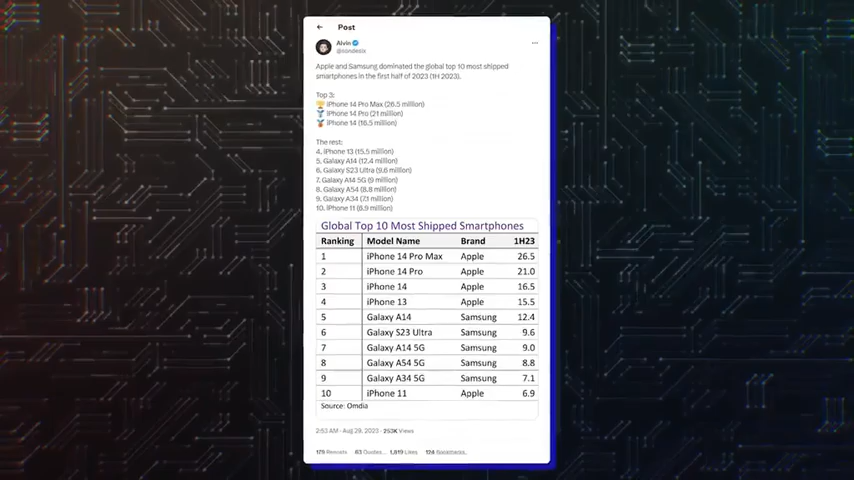 Post
Alvin
@sondesix
Apple and Samsung dominated the global top 10 most shipped
smartphones in the first half of 2023 (1H 2023).
Top 3:
🏆 iPhone 14 Pro Max (26.5 million)
🥈 iPhone 14 Pro (21 million)
🥉 iPhone 14 (16.5 million)
The rest:
4. iPhone 13 (15.5 million)
5. Galaxy A14 (12.4 million)
6. Galaxy S23 Ultra (9.6 million)
7. Galaxy A14 5G (9 million)
8. Galaxy A54 (8.8 million)
9. Galaxy A34 (7.1 million)
10. iPhone 11 (6.9 million)
Global Top 10 Most Shipped Smartphones
Ranking Model Name Brand 1H23
1 iPhone 14 Pro Max Apple 26.5
2 iPhone 14 Pro Apple 21.0
3 iPhone 14 Apple 16.5
4 iPhone 13 Apple 15.5
5 Galaxy A14 Samsung 12.4
6 Galaxy S23 Ultra Samsung 9.6
7 Galaxy A14 5G Samsung 9.0
8 Galaxy A54 5G Samsung 8.8
9 Galaxy A34 5G Samsung 7.1
10 iPhone 11 Apple 6.9
Source: Omdia
2:53 AM · Aug 29, 2023 · 253K Views
Reposts 83 Quotes 1,819 Likes 124 Bookmarks